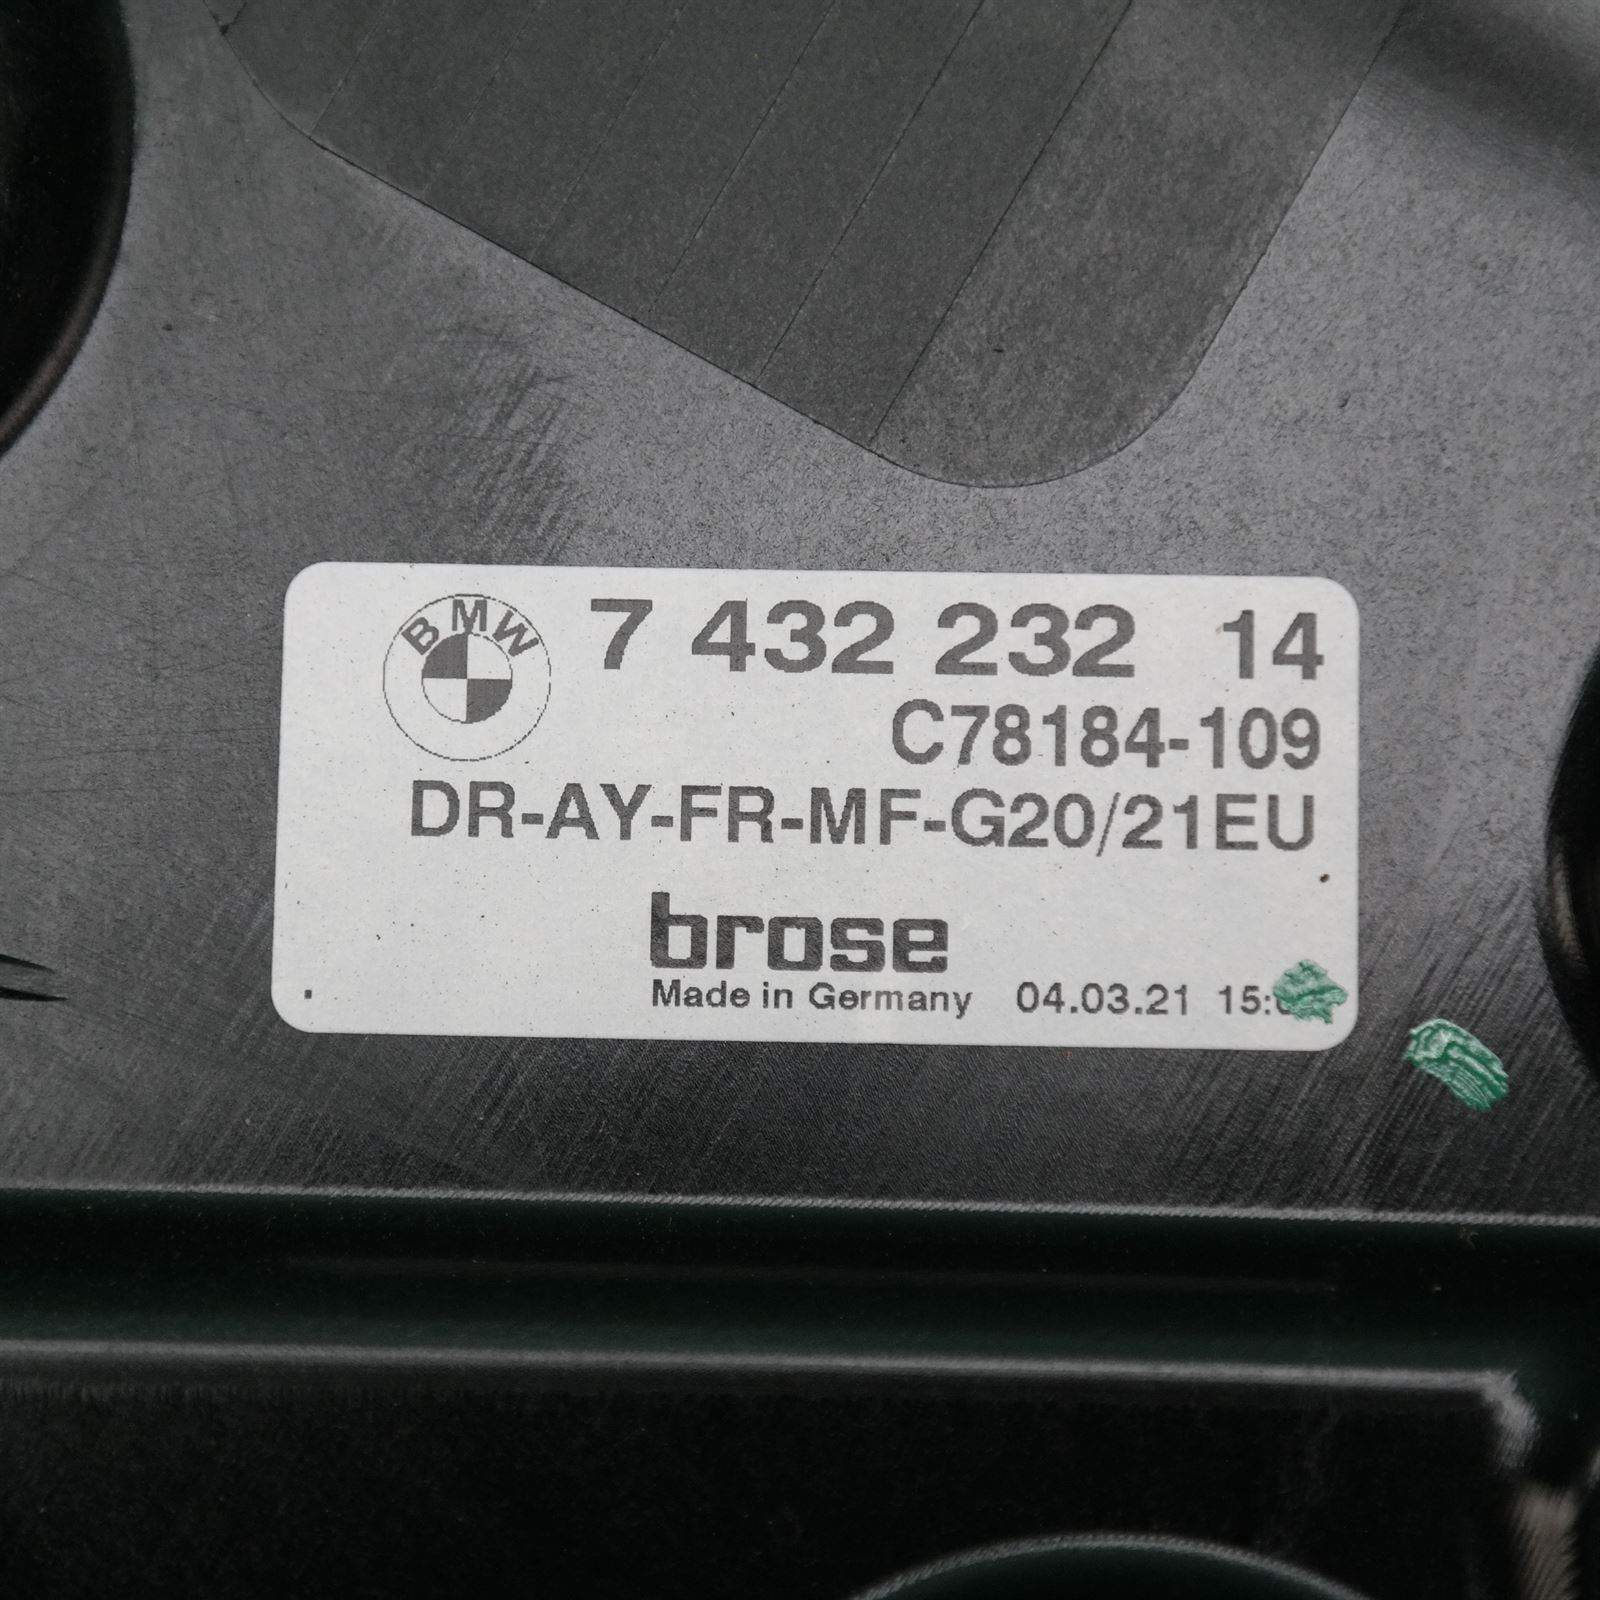 BMW 7 432 232 14
C78184-109
DR-AY-FR-MF-G20/21EU
brose
Made in Germany 04.03.21